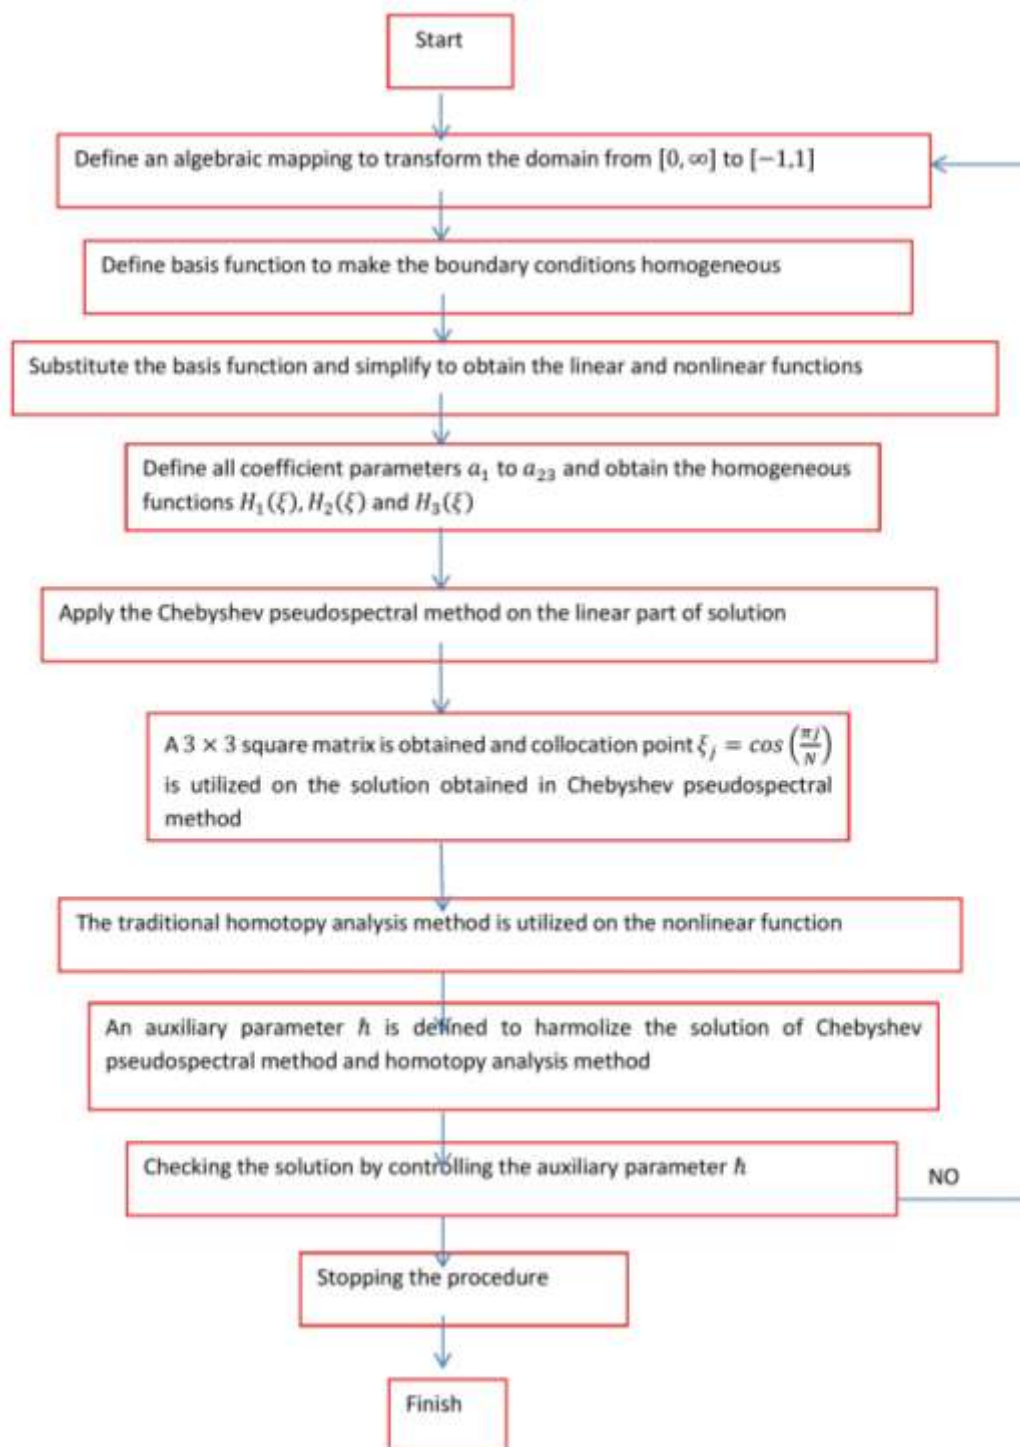 Start
Define an algebraic mapping to transform the domain from [0, ∞] to [−1,1]
Define basis function to make the boundary conditions homogeneous
Substitute the basis function and simplify to obtain the linear and nonlinear functions
Define all coefficient parameters a₁ to a₂₃ and obtain the homogeneous
functions H₁(ξ), H₂(ξ) and H₃(ξ)
Apply the Chebyshev pseudospectral method on the linear part of solution
A 3 × 3 square matrix is obtained and collocation point ξⱼ = cos (πj/N)
is utilized on the solution obtained in Chebyshev pseudospectral
method
The traditional homotopy analysis method is utilized on the nonlinear function
An auxiliary parameter ℏ is defined to harmolize the solution of Chebyshev
pseudospectral method and homotopy analysis method
Checking the solution by controlling the auxiliary parameter ℏ
NO
Stopping the procedure
Finish